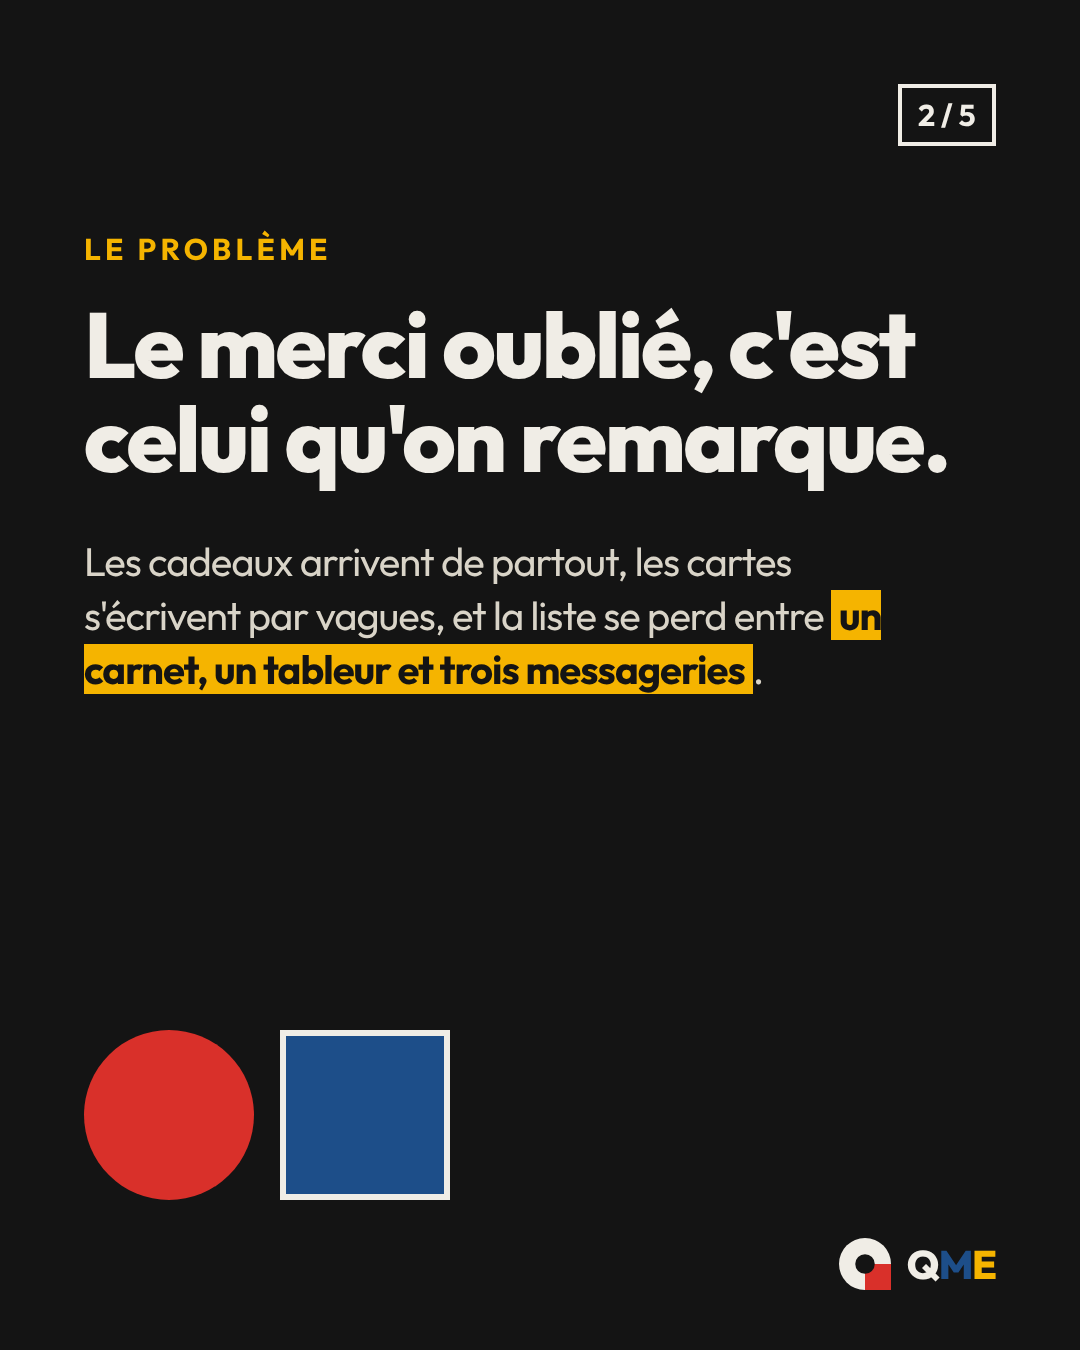 2 / 5
LE PROBLÈME
Le merci oublié, c'est
celui qu'on remarque.
Les cadeaux arrivent de partout, les cartes
s'écrivent par vagues, et la liste se perd entre un
carnet, un tableur et trois messageries .
QME